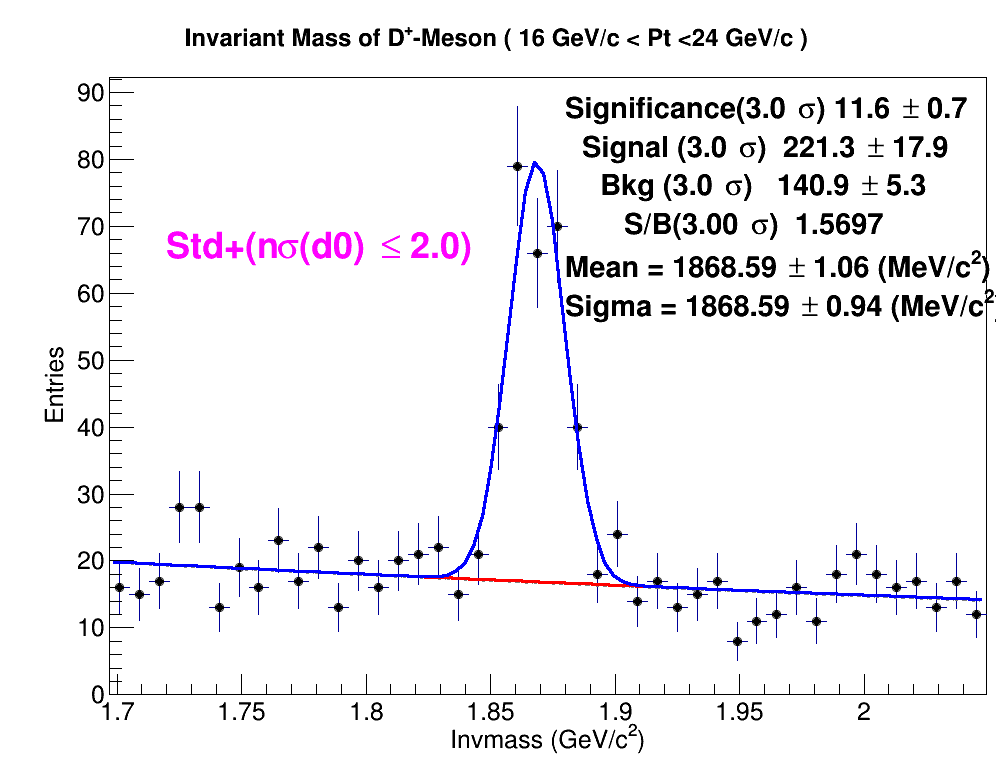 Invariant Mass of D⁺-Meson ( 16 GeV/c < Pt <24 GeV/c )
Significance(3.0 σ) 11.6 ± 0.7
Signal (3.0 σ) 221.3 ± 17.9
Bkg (3.0 σ) 140.9 ± 5.3
S/B(3.00 σ) 1.5697
Mean = 1868.59 ± 1.06 (MeV/c²)
Sigma = 1868.59 ± 0.94 (MeV/c²)
Std+(nσ(d0) ≤ 2.0)
Entries
90
80
70
60
50
40
30
20
10
0
1.7 1.75 1.8 1.85 1.9 1.95 2
Invmass (GeV/c²)